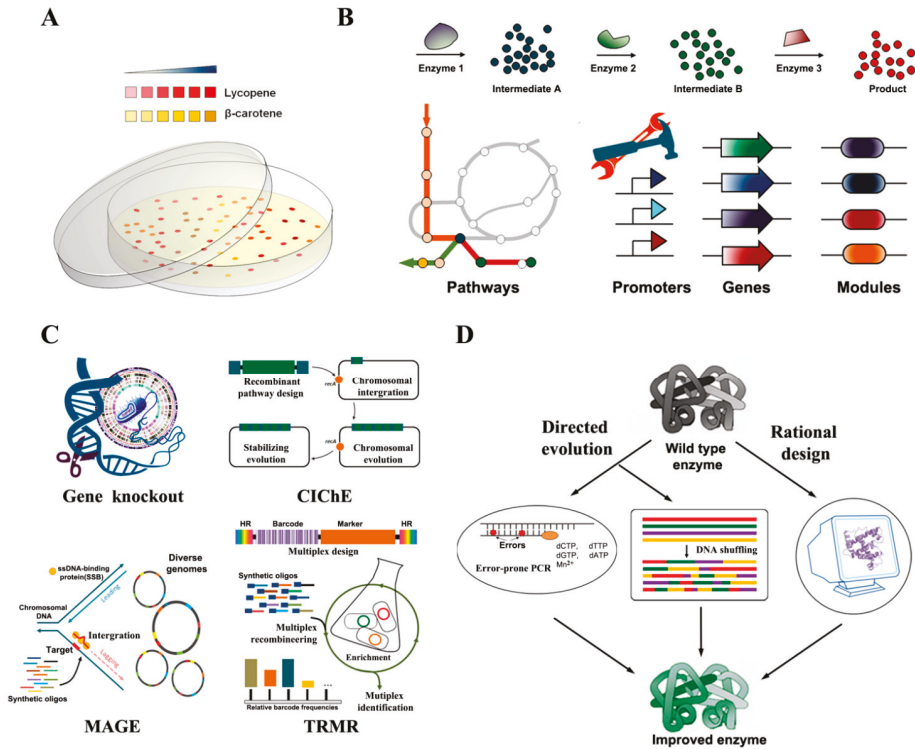 A
Lycopene
β-carotene
B
Enzyme 1
Intermediate A
Enzyme 2
Intermediate B
Enzyme 3
Product
Pathways
Promoters
Genes
Modules
C
Gene knockout
Recombinant
pathway design
recA
Chromosomal
intergration
Stabilizing
evolution
recA
Chromosomal
evolution
CIChE
ssDNA-binding
protein(SSB)
Diverse
genomes
Chromosomal
DNA
Leading
Intergration
Target
Lagging
Synthetic oligos
MAGE
HR
Barcode
Marker
HR
Multiplex design
Synthetic oligos
Multiplex
recombineering
Enrichment
...
Relative barcode frequencies
Mutiplex
identification
TRMR
D
Wild type
enzyme
Directed
evolution
Rational
design
Errors
Error-prone PCR
dCTP, dTTP
dGTP, dATP
Mn²⁺
DNA shuffling
Improved enzyme